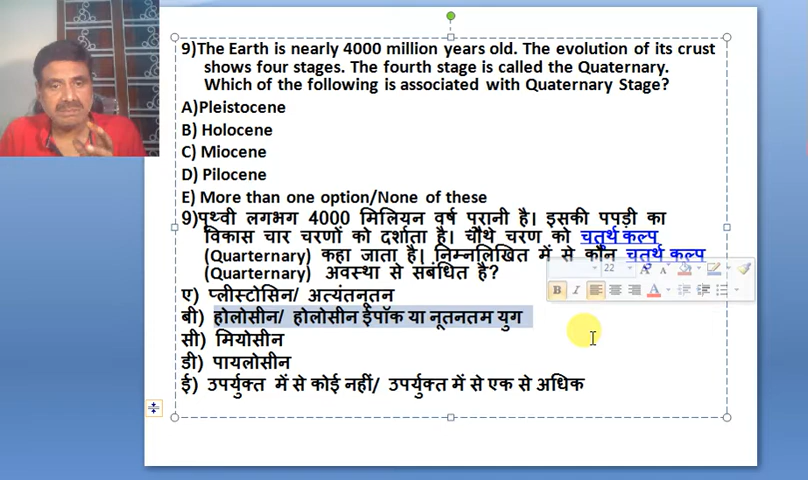 9)The Earth is nearly 4000 million years old. The evolution of its crust
shows four stages. The fourth stage is called the Quaternary.
Which of the following is associated with Quaternary Stage?
A)Pleistocene
B) Holocene
C) Miocene
D) Pilocene
E) More than one option/None of these
9)पृथ्वी लगभग 4000 मिलियन वर्ष पुरानी है। इसकी पपड़ी का
विकास चार चरणों को दर्शाता है। चौथे चरण को चतुर्थ कल्प
(Quarternary) कहा जाता है। निम्नलिखित में से कौन चतुर्थ कल्प
(Quarternary) अवस्था से संबंधित है?
ए) प्लीस्टोसिन/ अत्यंतनूतन
बी) होलोसीन/ होलोसीन ईपॉक या नूतनतम युग
सी) मियोसीन
डी) पायलोसीन
ई) उपर्युक्त में से कोई नहीं/ उपर्युक्त में से एक से अधिक
22
B I